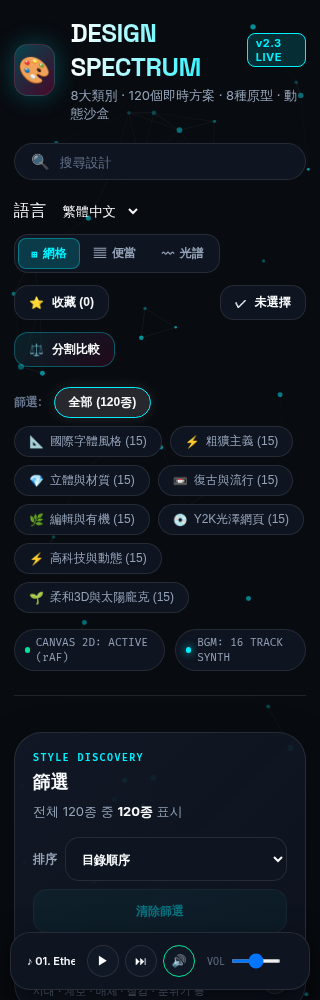 DESIGN SPECTRUM
v2.3 LIVE
8大類別 · 120個即時方案 · 8種原型 · 動態沙盒
搜尋設計
語言 繁體中文
網格 便當 光譜
收藏 (0) 未選擇
分割比較
篩選: 全部 (120종)
國際字體風格 (15) 粗獷主義 (15)
立體與材質 (15) 復古與流行 (15)
編輯與有機 (15) Y2K光澤網頁 (15)
高科技與動態 (15)
柔和3D與太陽龐克 (15)
CANVAS 2D: ACTIVE (rAF)
BGM: 16 TRACK SYNTH
STYLE DISCOVERY
篩選
전체 120종 중 120종 표시
排序 目錄順序
清除篩選
♪ 01. Ethe
VOL